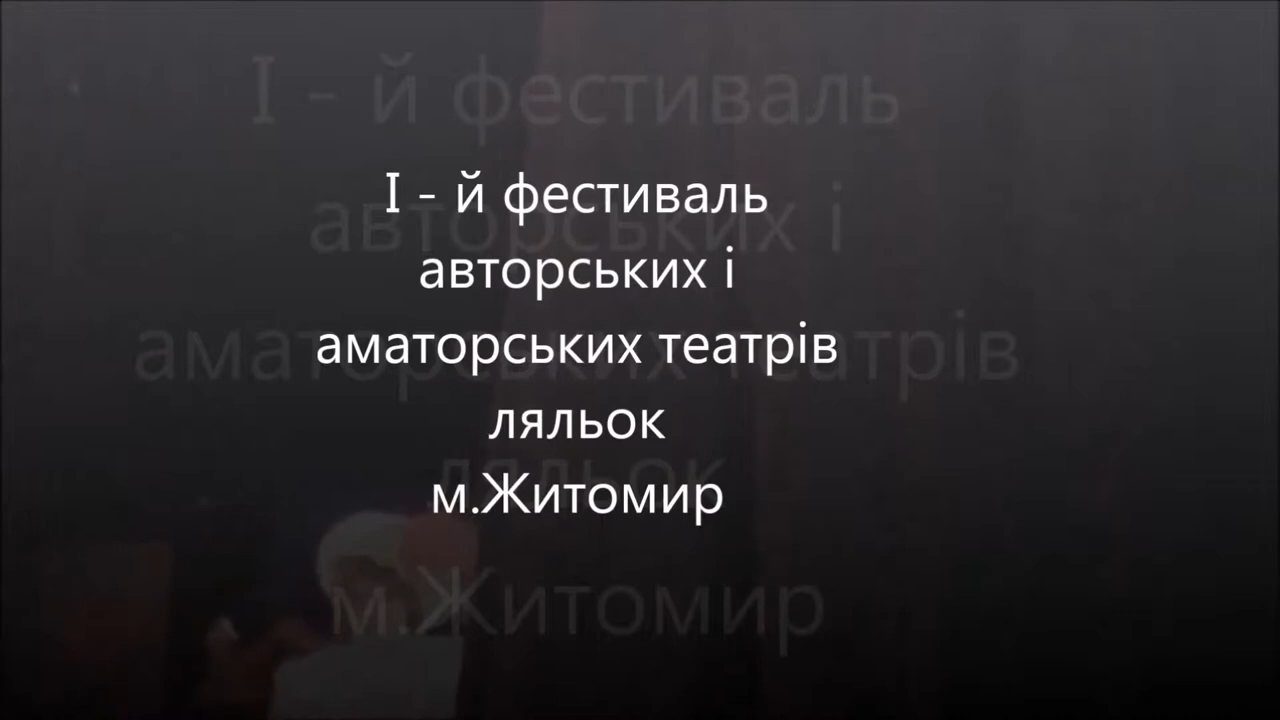 І - й фестиваль
авторських і
аматорських театрів
ляльок
м.Житомир